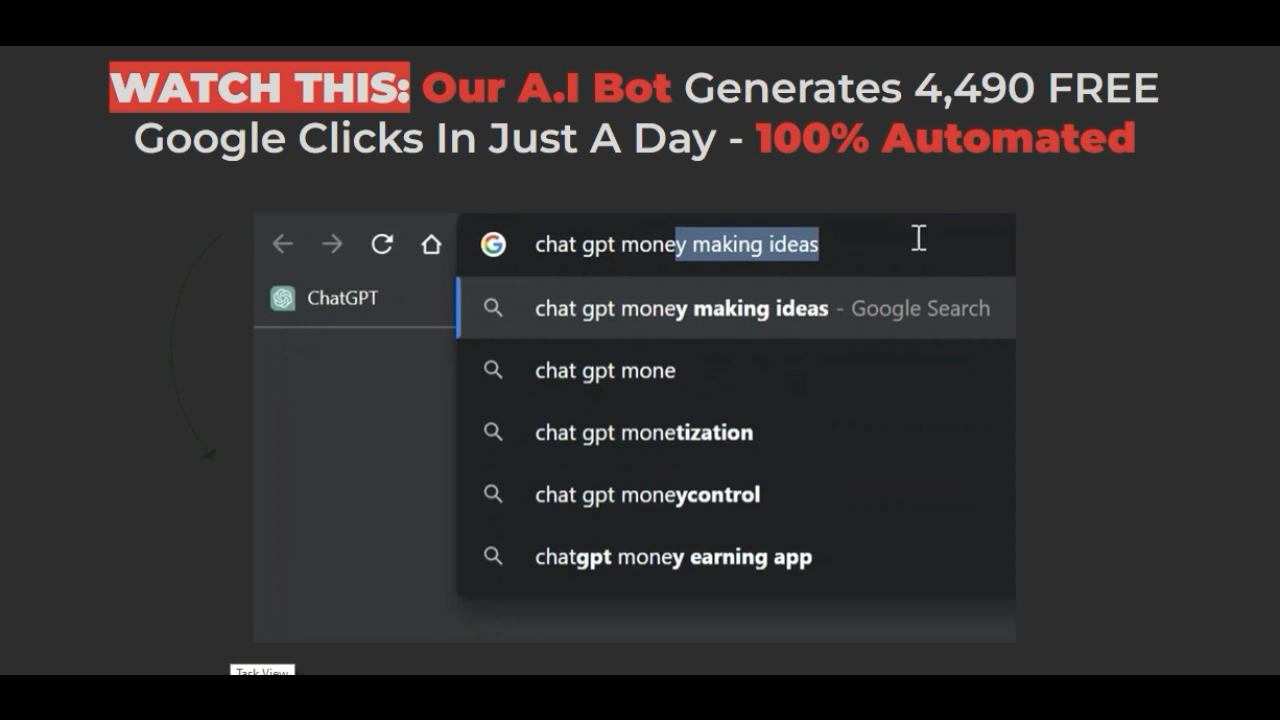 WATCH THIS: Our A.I Bot Generates 4,490 FREE
Google Clicks In Just A Day - 100% Automated
chat gpt money making ideas
ChatGPT
chat gpt money making ideas - Google Search
chat gpt mone
chat gpt monetization
chat gpt moneycontrol
chatgpt money earning app
Task View